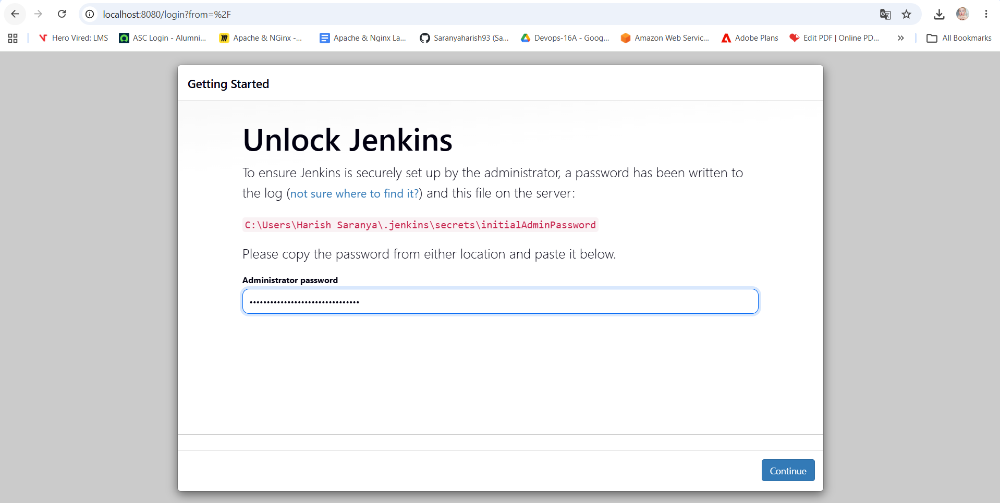 localhost:8080/login?from=%2F
Hero Vired: LMS
ASC Login - Alumni...
Apache & NGinx -...
Apache & Nginx La...
Saranyaharish93 (Sa...
Devops-16A - Goog...
Amazon Web Servic...
Adobe Plans
Edit PDF | Online PD...
All Bookmarks
Getting Started
Unlock Jenkins
To ensure Jenkins is securely set up by the administrator, a password has been written to
the log (not sure where to find it?) and this file on the server:
C:\Users\Harish Saranya\.jenkins\secrets\initialAdminPassword
Please copy the password from either location and paste it below.
Administrator password
••••••••••••••••••••••••••••••••
Continue